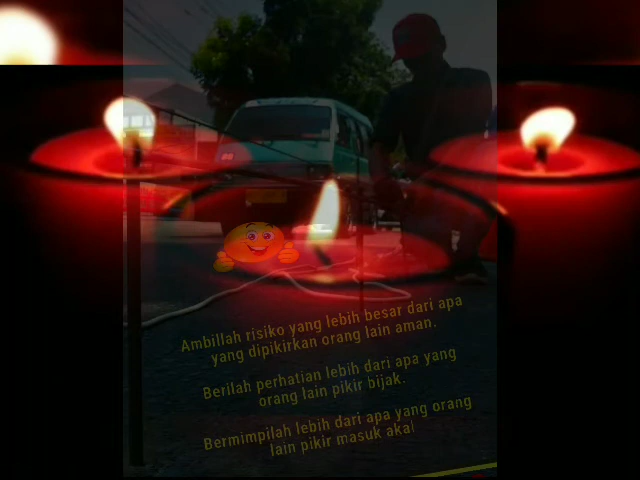 Ambillah risiko yang lebih besar dari apa
yang dipikirkan orang lain aman.
Berilah perhatian lebih dari apa yang
orang lain pikir bijak.
Bermimpilah lebih dari apa yang orang
lain pikir masuk akal